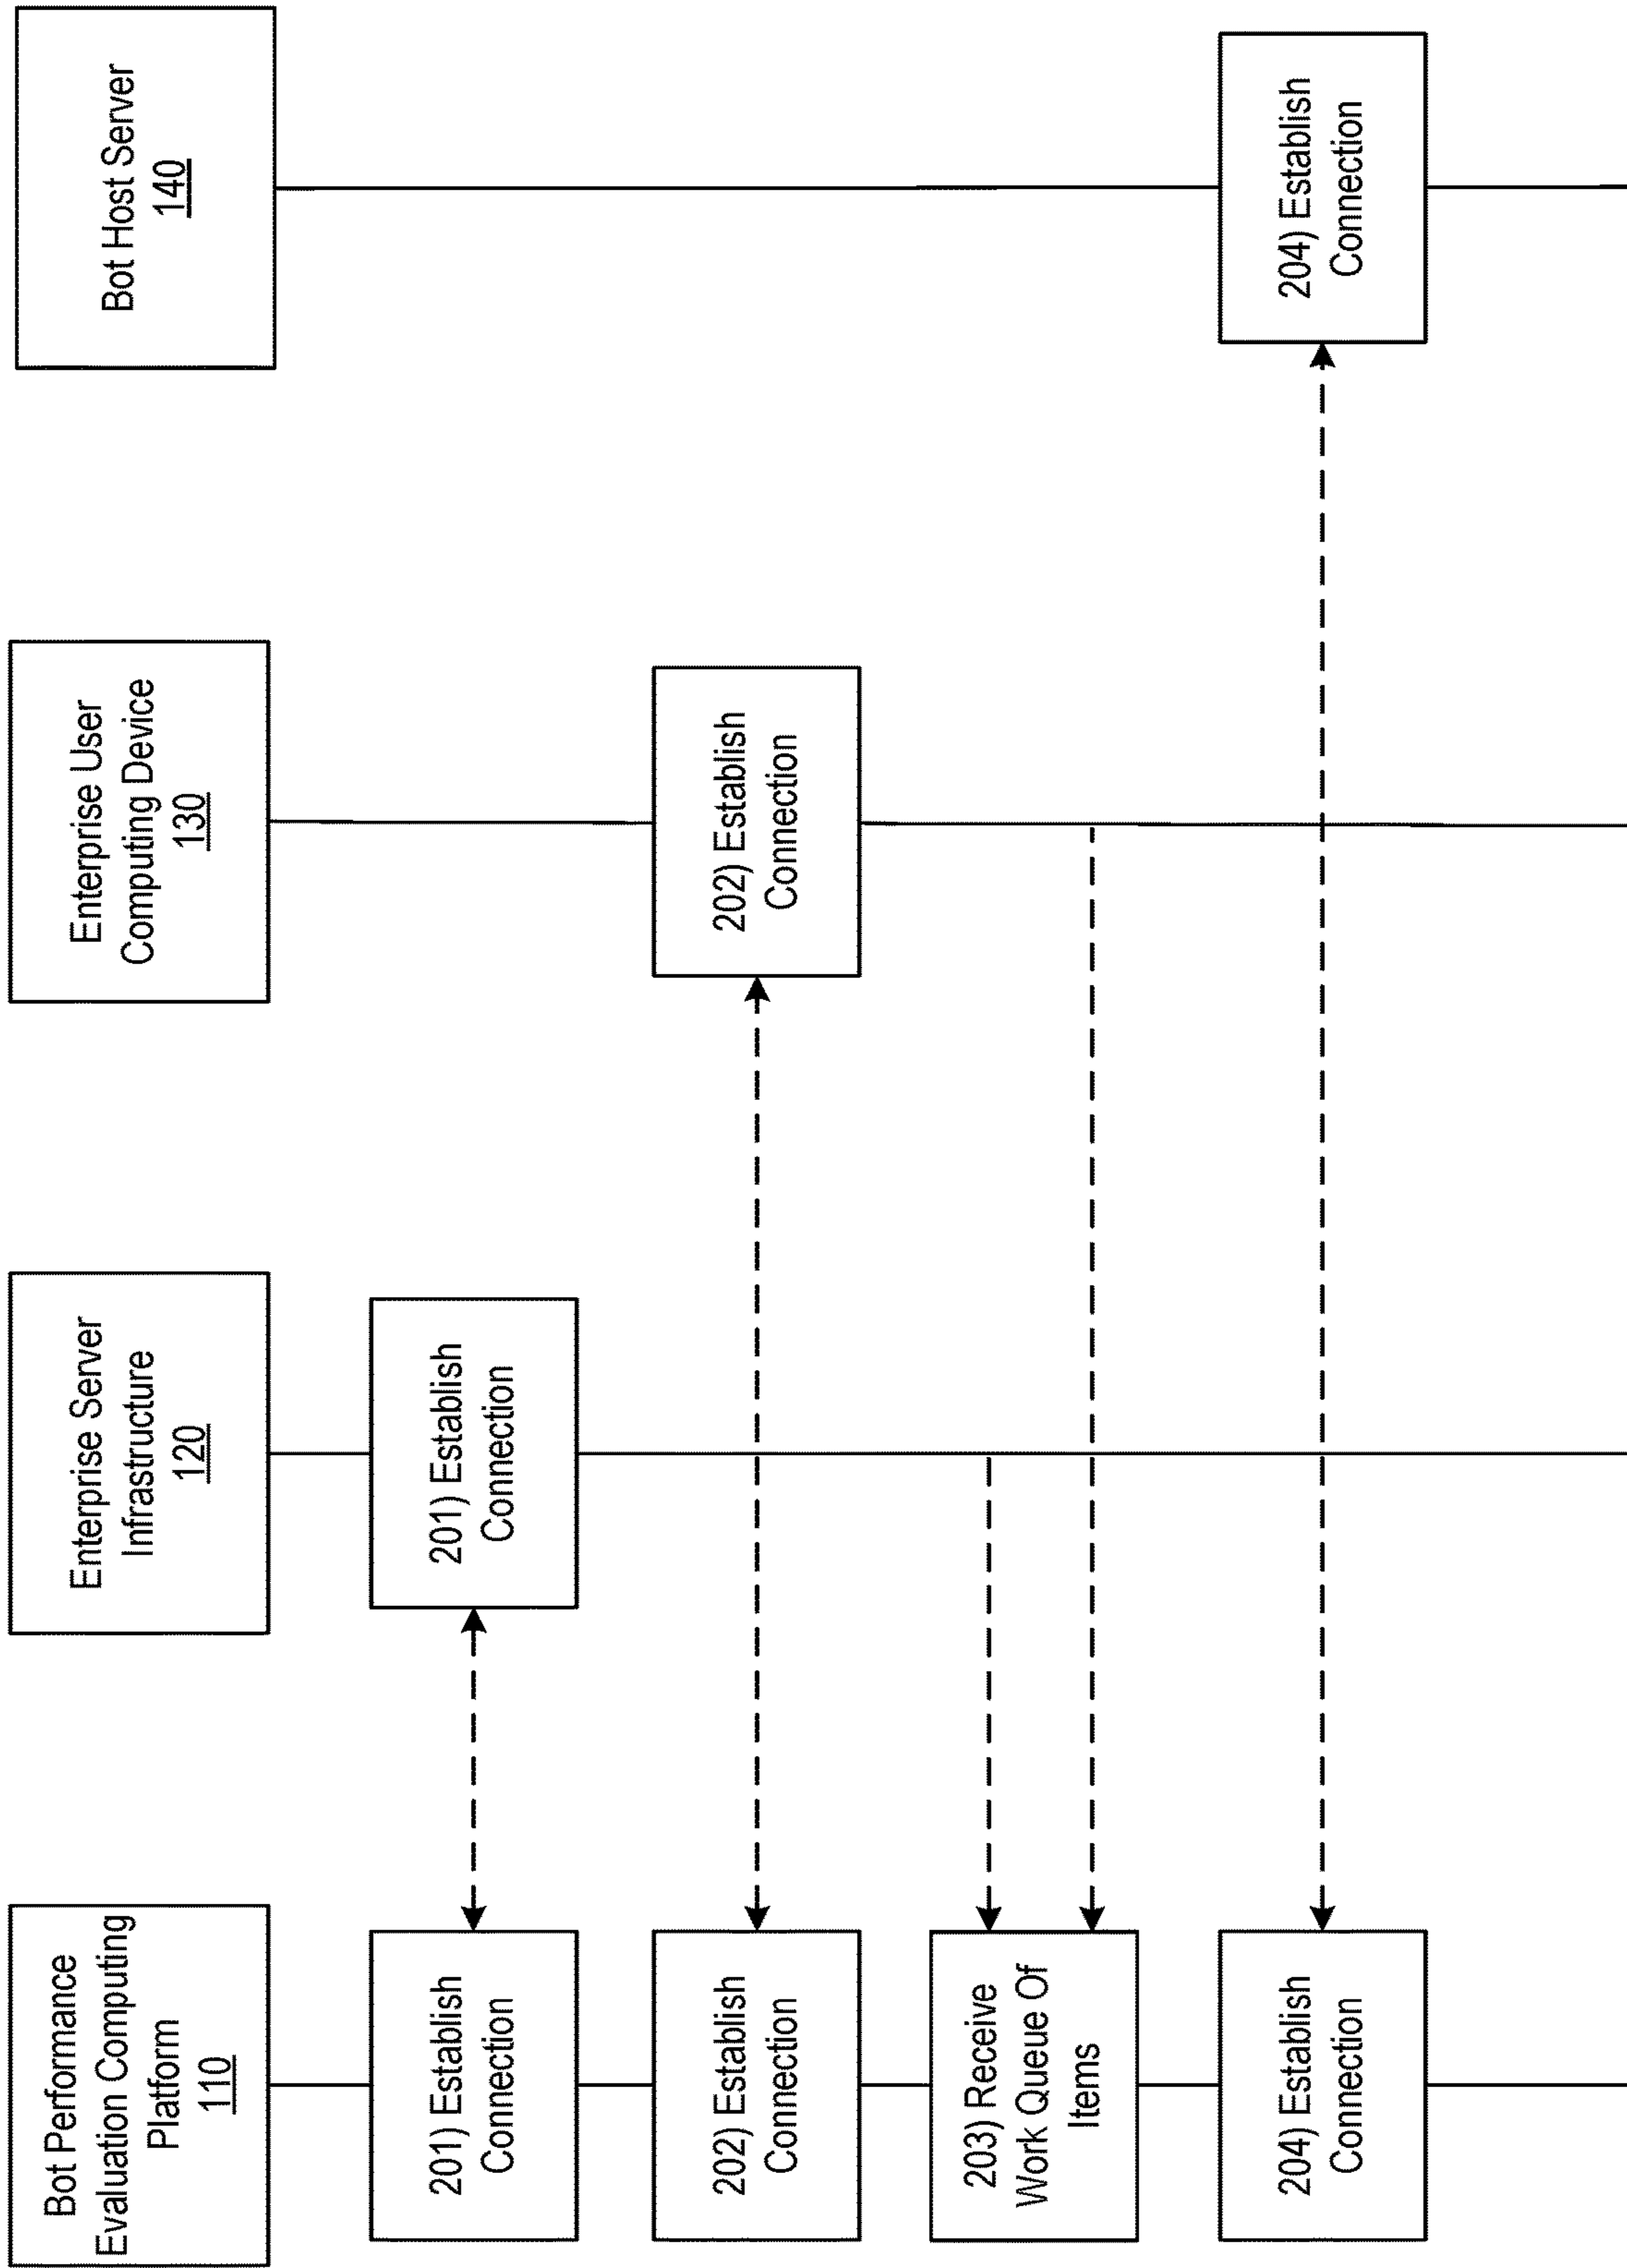 Bot Performance
Evaluation Computing
Platform
110
Enterprise Server
Infrastructure
120
Enterprise User
Computing Device
130
Bot Host Server
140
201) Establish
Connection
201) Establish
Connection
202) Establish
Connection
202) Establish
Connection
203) Receive
Work Queue Of
Items
204) Establish
Connection
204) Establish
Connection